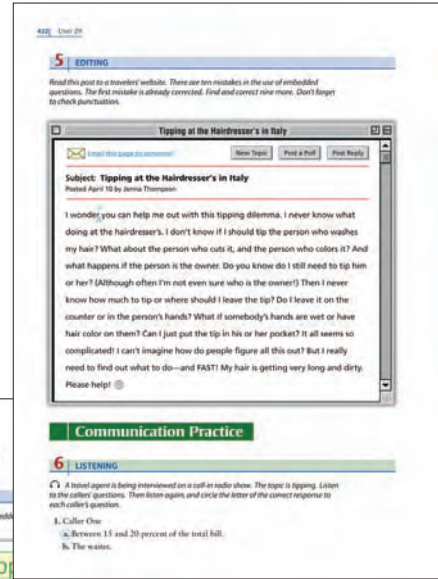 432 Unit 29
5 EDITING
Read this post to a travelers' website. There are ten mistakes in the use of embedded
questions. The first mistake is already corrected. Find and correct nine more. Don't forget
to check punctuation.
Tipping at the Hairdresser's in Italy
Email this page to someone!
New Topic
Post a Poll
Post Reply
Subject: Tipping at the Hairdresser's in Italy
Posted April 10 by Jenna Thompson
I wonder you can help me out with this tipping dilemma. I never know what
doing at the hairdresser's. I don't know if I should tip the person who washes
my hair? What about the person who cuts it, and the person who colors it? And
what happens if the person is the owner. Do you know do I still need to tip him
or her? (Although often I'm not even sure who is the owner!) Then I never
know how much to tip or where should I leave the tip? Do I leave it on the
counter or in the person's hands? What if somebody's hands are wet or have
hair color on them? Can I just put the tip in his or her pocket? It all seems so
complicated! I can't imagine how do people figure all this out? But I really
need to find out what to do—and FAST! My hair is getting very long and dirty.
Please help!
Communication Practice
6 LISTENING
A travel agent is being interviewed on a call-in radio show. The topic is tipping. Listen
to the callers' questions. Then listen again, and circle the letter of the correct response to
each caller's question.
1. Caller One
a. Between 15 and 20 percent of the total bill.
b. The waiter.